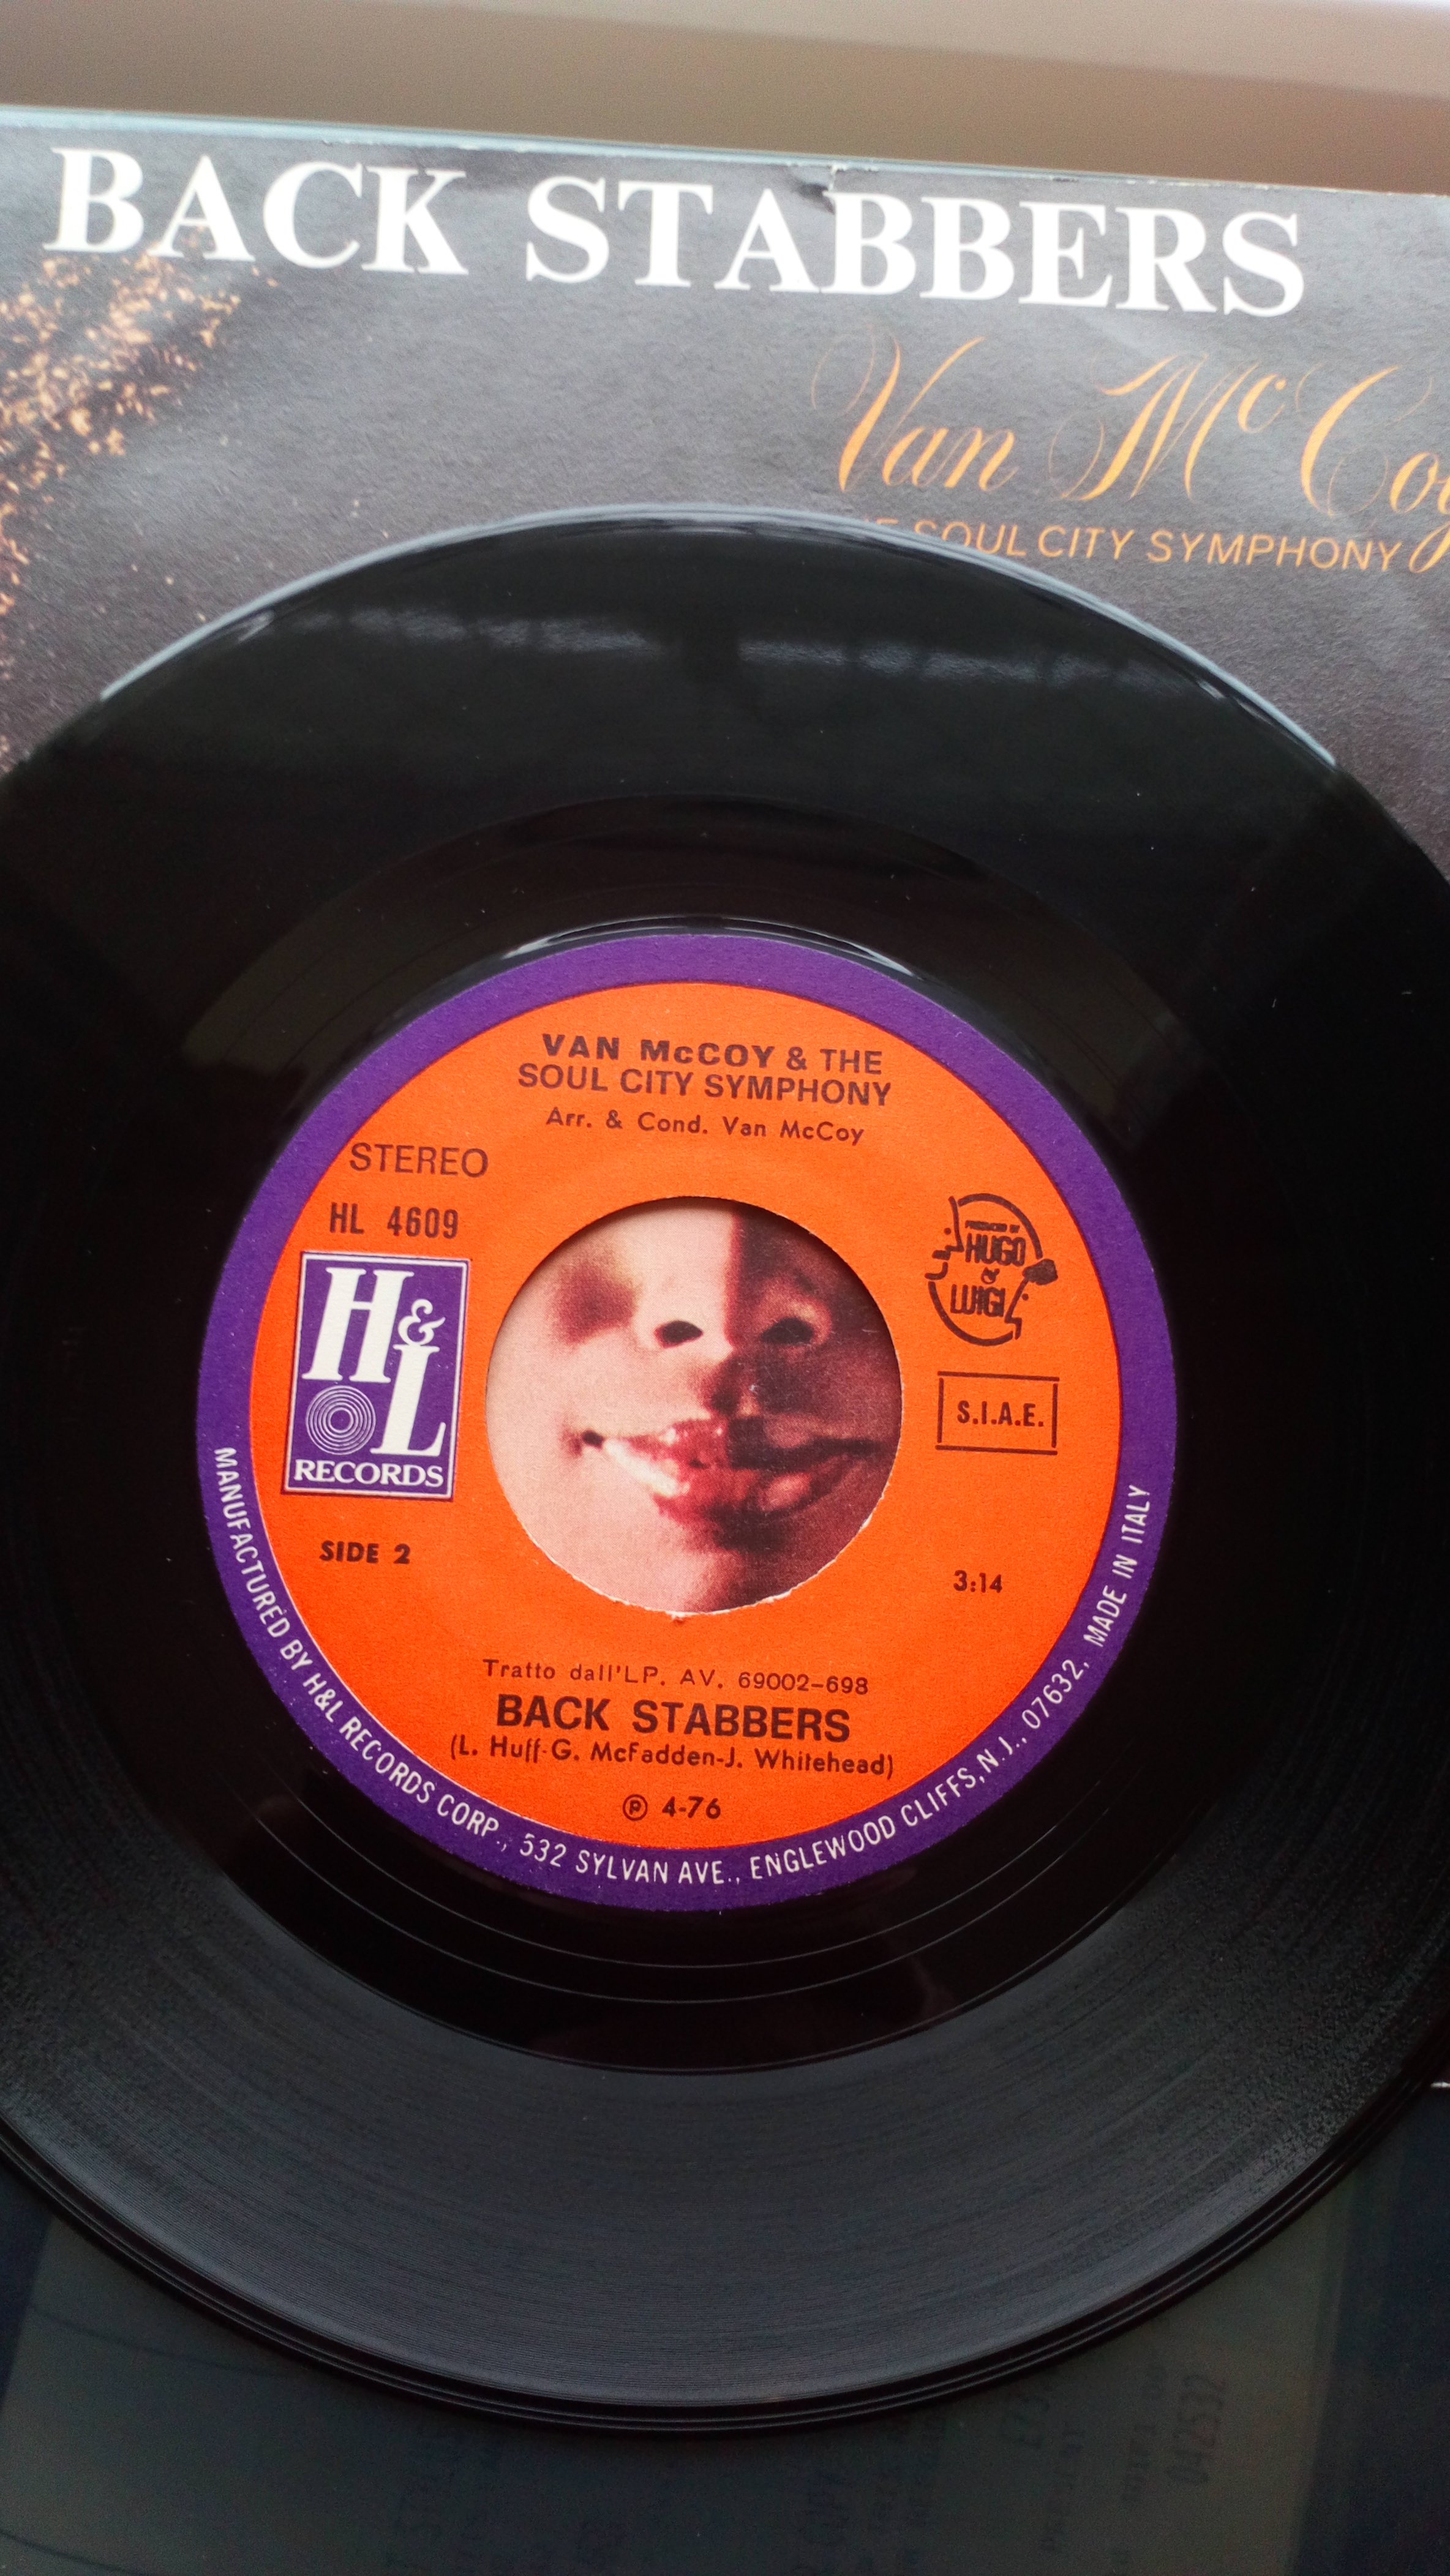 BACK STABBERS
Van McCoy
SOUL CITY SYMPHONY
VAN McCOY & THE
SOUL CITY SYMPHONY
Arr. & Cond. Van McCoy
STEREO
HL 4609
H&L
RECORDS
PRODUCED BY
HUGO
&
LUIGI
S.I.A.E.
SIDE 2
3:14
Tratto dall'LP. AV. 69002-698
BACK STABBERS
(L. Huff-G. McFadden-J. Whitehead)
℗ 4-76
MANUFACTURED BY H&L RECORDS CORP., 532 SYLVAN AVE., ENGLEWOOD CLIFFS, N.J., 07632, MADE IN ITALY